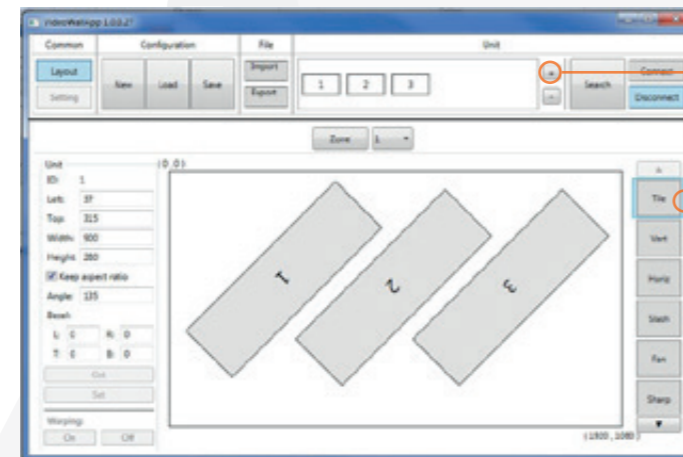 VideoWallApp 1.0.0.27
Common
Configuration
File
Unit
Layout
Setting
New
Load
Save
Import
Export
1 2 3
+
-
Search
Connect
Disconnect
Zone 1
Unit
ID: 1
Left: 37
Top: 315
Width: 900
Height: 260
Keep aspect ratio
Angle: 135
Bezel:
L: 0 R: 0
T: 0 B: 0
Get
Set
Warping:
On Off
(0,0)
1
2
3
(1920,1080)
Tile
Vert
Horiz
Slash
Fan
Sharp